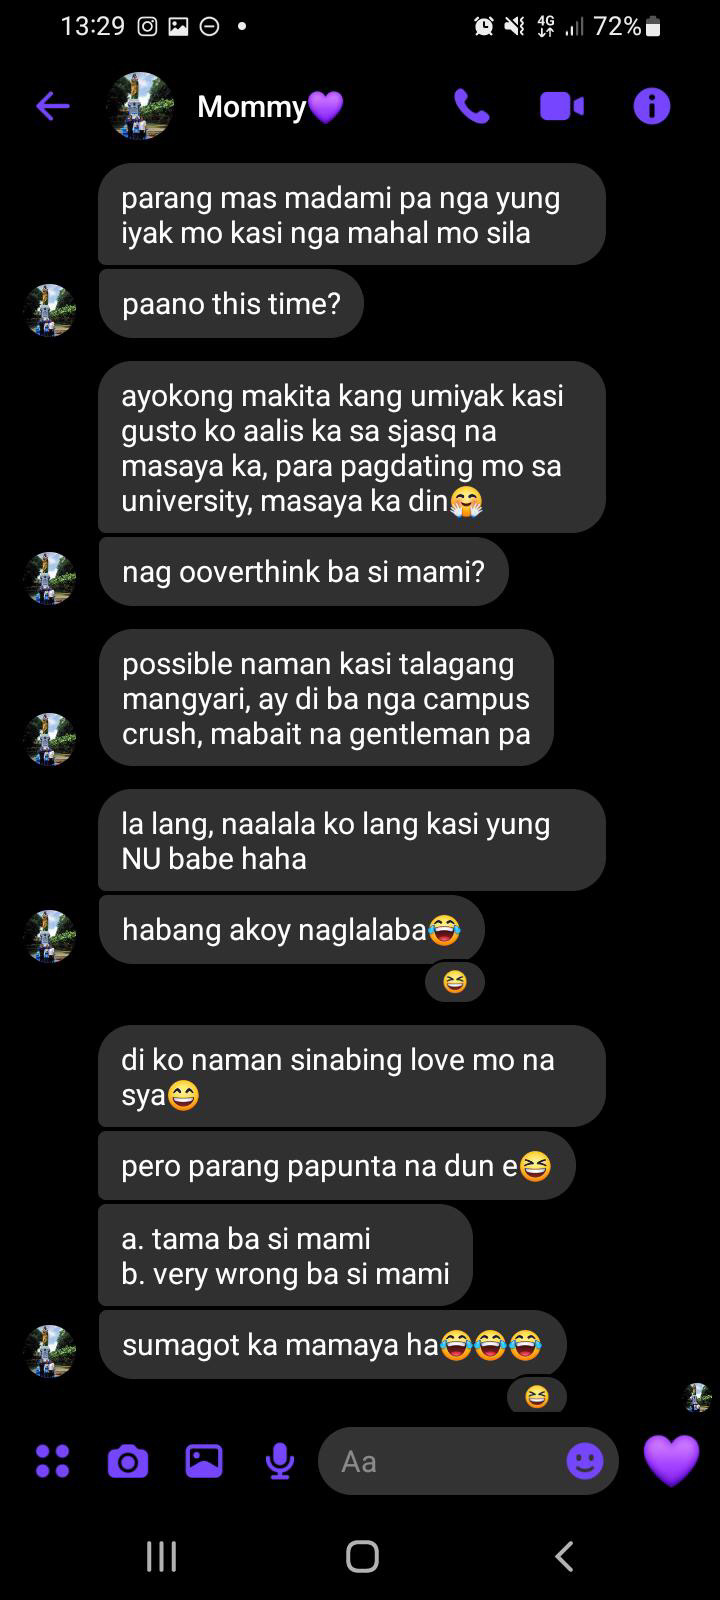 13:29
4G
72%
Mommy💜
parang mas madami pa nga yung
iyak mo kasi nga mahal mo sila
paano this time?
ayokong makita kang umiyak kasi
gusto ko aalis ka sa sjasq na
masaya ka, para pagdating mo sa
university, masaya ka din🤗
nag ooverthink ba si mami?
possible naman kasi talagang
mangyari, ay di ba nga campus
crush, mabait na gentleman pa
la lang, naalala ko lang kasi yung
NU babe haha
habang akoy naglalaba😂
😆
di ko naman sinabing love mo na
sya😄
pero parang papunta na dun e😆
a. tama ba si mami
b. very wrong ba si mami
sumagot ka mamaya ha😂😂😂
😆
Aa